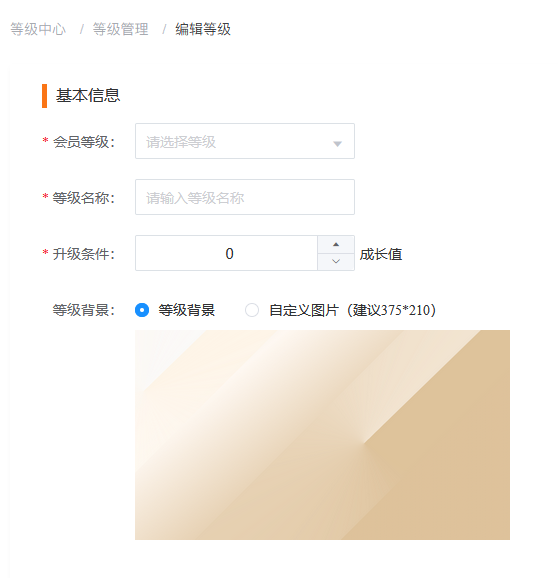 等级中心 / 等级管理 / 编辑等级
基本信息
* 会员等级： 请选择等级
* 等级名称： 请输入等级名称
* 升级条件： 0 成长值
等级背景： 等级背景 自定义图片（建议375*210）